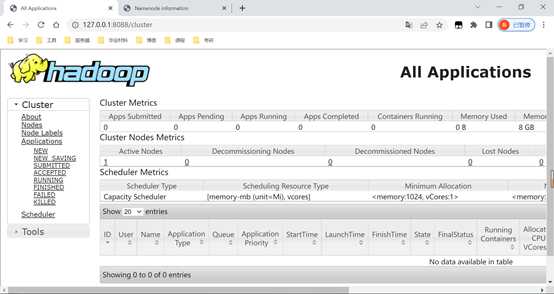 All Applications
Namenode information
127.0.0.1:8088/cluster
已暂停
学习
工具
服务器
毕设材料
博客
课程
考研
hadoop
All Applications
Cluster
About
Nodes
Node Labels
Applications
NEW
NEW_SAVING
SUBMITTED
ACCEPTED
RUNNING
FINISHED
FAILED
KILLED
Scheduler
Tools
Cluster Metrics
Apps Submitted Apps Pending Apps Running Apps Completed Containers Running Memory Used Memo
0 0 0 0 0 0 B 8 GB
Cluster Nodes Metrics
Active Nodes Decommissioning Nodes Decommissioned Nodes Lost Nodes
1 0 0 0 0
Scheduler Metrics
Scheduler Type Scheduling Resource Type Minimum Allocation
Capacity Scheduler [memory-mb (unit=Mi), vcores] <memory:1024, vCores:1> <memory:
Show 20 entries
ID User Name Application Type Queue Application Priority StartTime LaunchTime FinishTime State FinalStatus Running Containers Allocat CPU VCores
No data available in table
Showing 0 to 0 of 0 entries